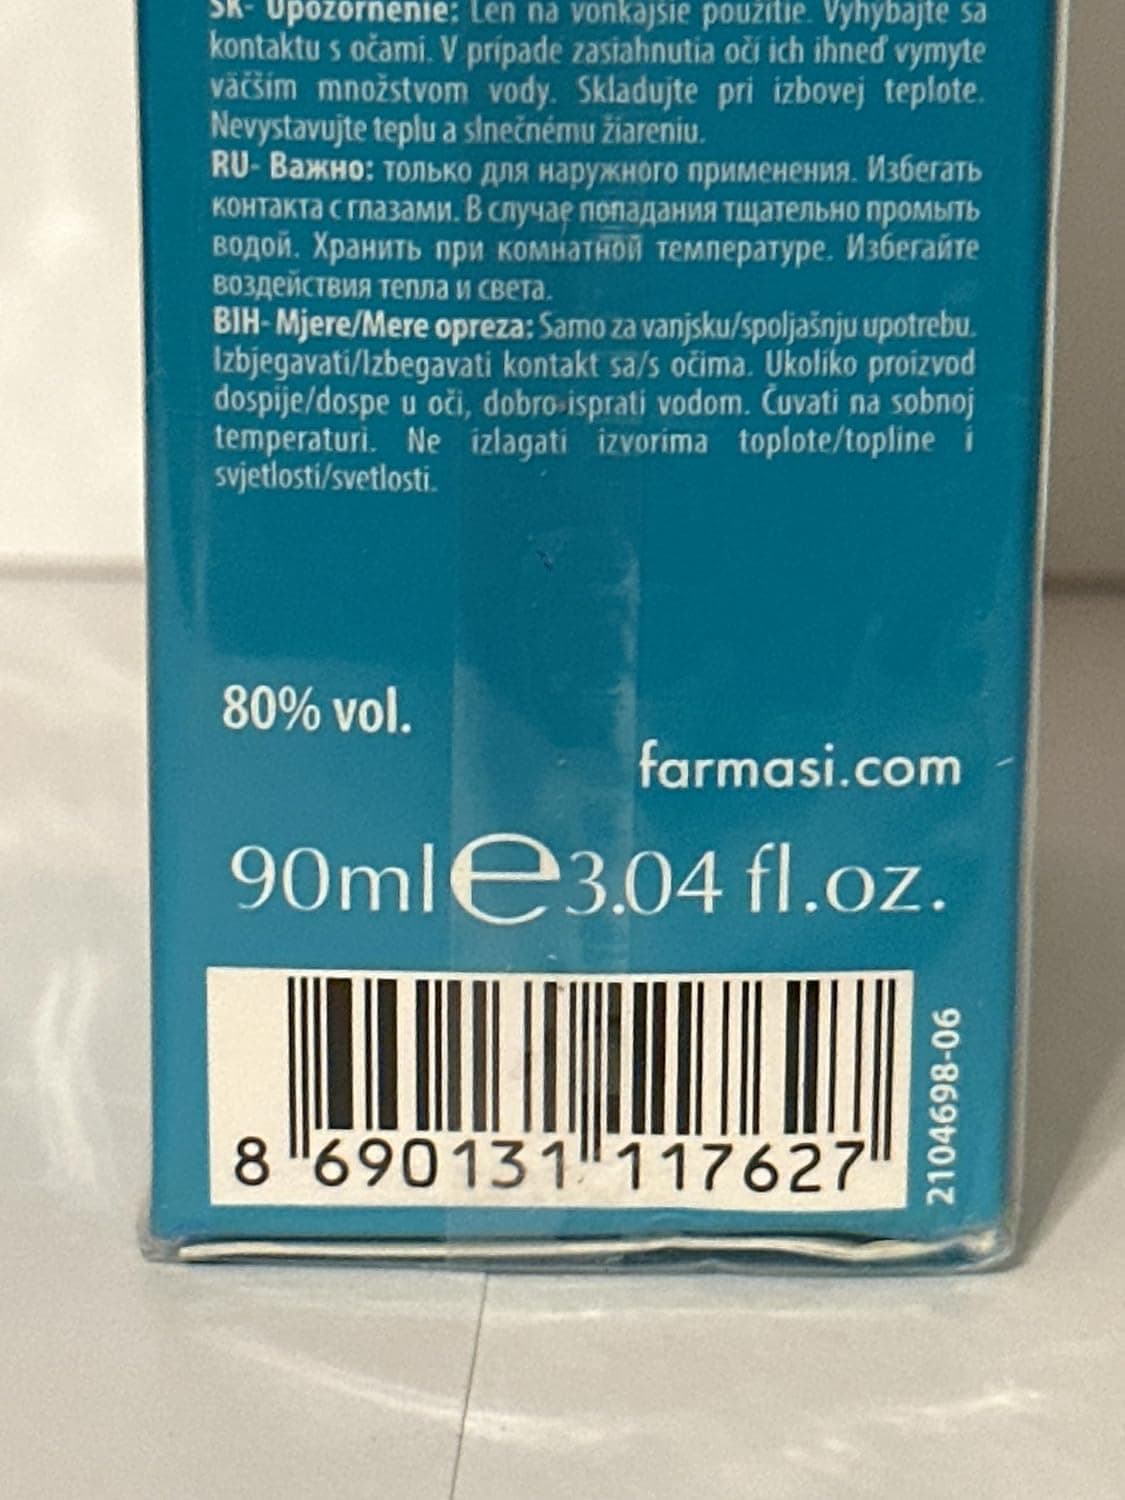 SK- Upozornenie: Len na vonkajšie použitie. Vyhýbajte sa
kontaktu s očami. V prípade zasiahnutia očí ich ihneď vymyte
väčším množstvom vody. Skladujte pri izbovej teplote.
Nevystavujte teplu a slnečnému žiareniu.
RU- Важно: только для наружного применения. Избегать
контакта с глазами. В случае попадания тщательно промыть
водой. Хранить при комнатной температуре. Избегайте
воздействия тепла и света.
BIH- Mjere/Mere opreza: Samo za vanjsku/spoljašnju upotrebu.
Izbjegavati/Izbegavati kontakt sa/s očima. Ukoliko proizvod
dospije/dospe u oči, dobro isprati vodom. Čuvati na sobnoj
temperaturi. Ne izlagati izvorima toplote/topline i
svjetlosti/svetlosti.
80% vol.
farmasi.com
90ml e 3.04 fl.oz.
8 690131 117627
2104698-06